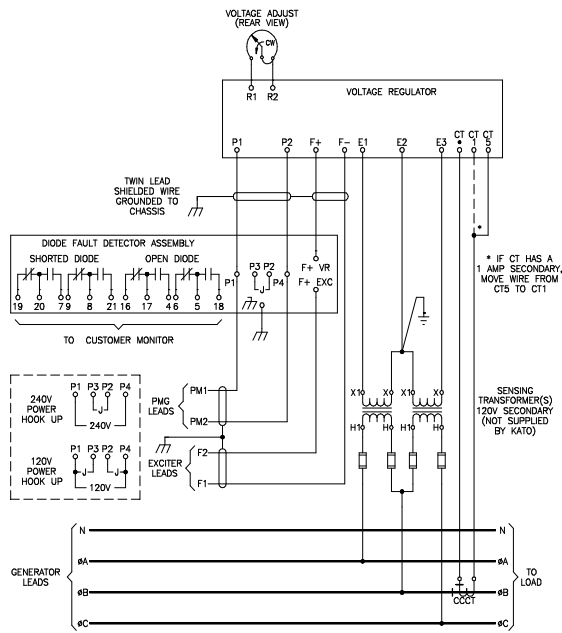 VOLTAGE ADJUST
(REAR VIEW)
CW
R1 R2
VOLTAGE REGULATOR
P1 P2 F+ F- E1 E2 E3 CT CT CT
• 1 5
TWIN LEAD
SHIELDED WIRE
GROUNDED TO
CHASSIS
*
* IF CT HAS A
1 AMP SECONDARY,
MOVE WIRE FROM
CT5 TO CT1
DIODE FAULT DETECTOR ASSEMBLY
SHORTED DIODE OPEN DIODE
P1 P3 P2 P4
J
F+ VR
F+ EXC
19 20 7 9 8 21 16 17 4 6 5 18
TO CUSTOMER MONITOR
240V
POWER
HOOK UP
P1 P3 P2 P4
J
240V
120V
POWER
HOOK UP
P1 P3 P2 P4
J J
120V
PMG
LEADS
PM1
PM2
EXCITER
LEADS
F2
F1
X1 X X1 X
H1 H H1 H
SENSING
TRANSFORMER(S)
120V SECONDARY
(NOT SUPPLIED
BY KATO)
GENERATOR
LEADS
N N
øA øA
øB øB
øC øC
CCCT
TO
LOAD